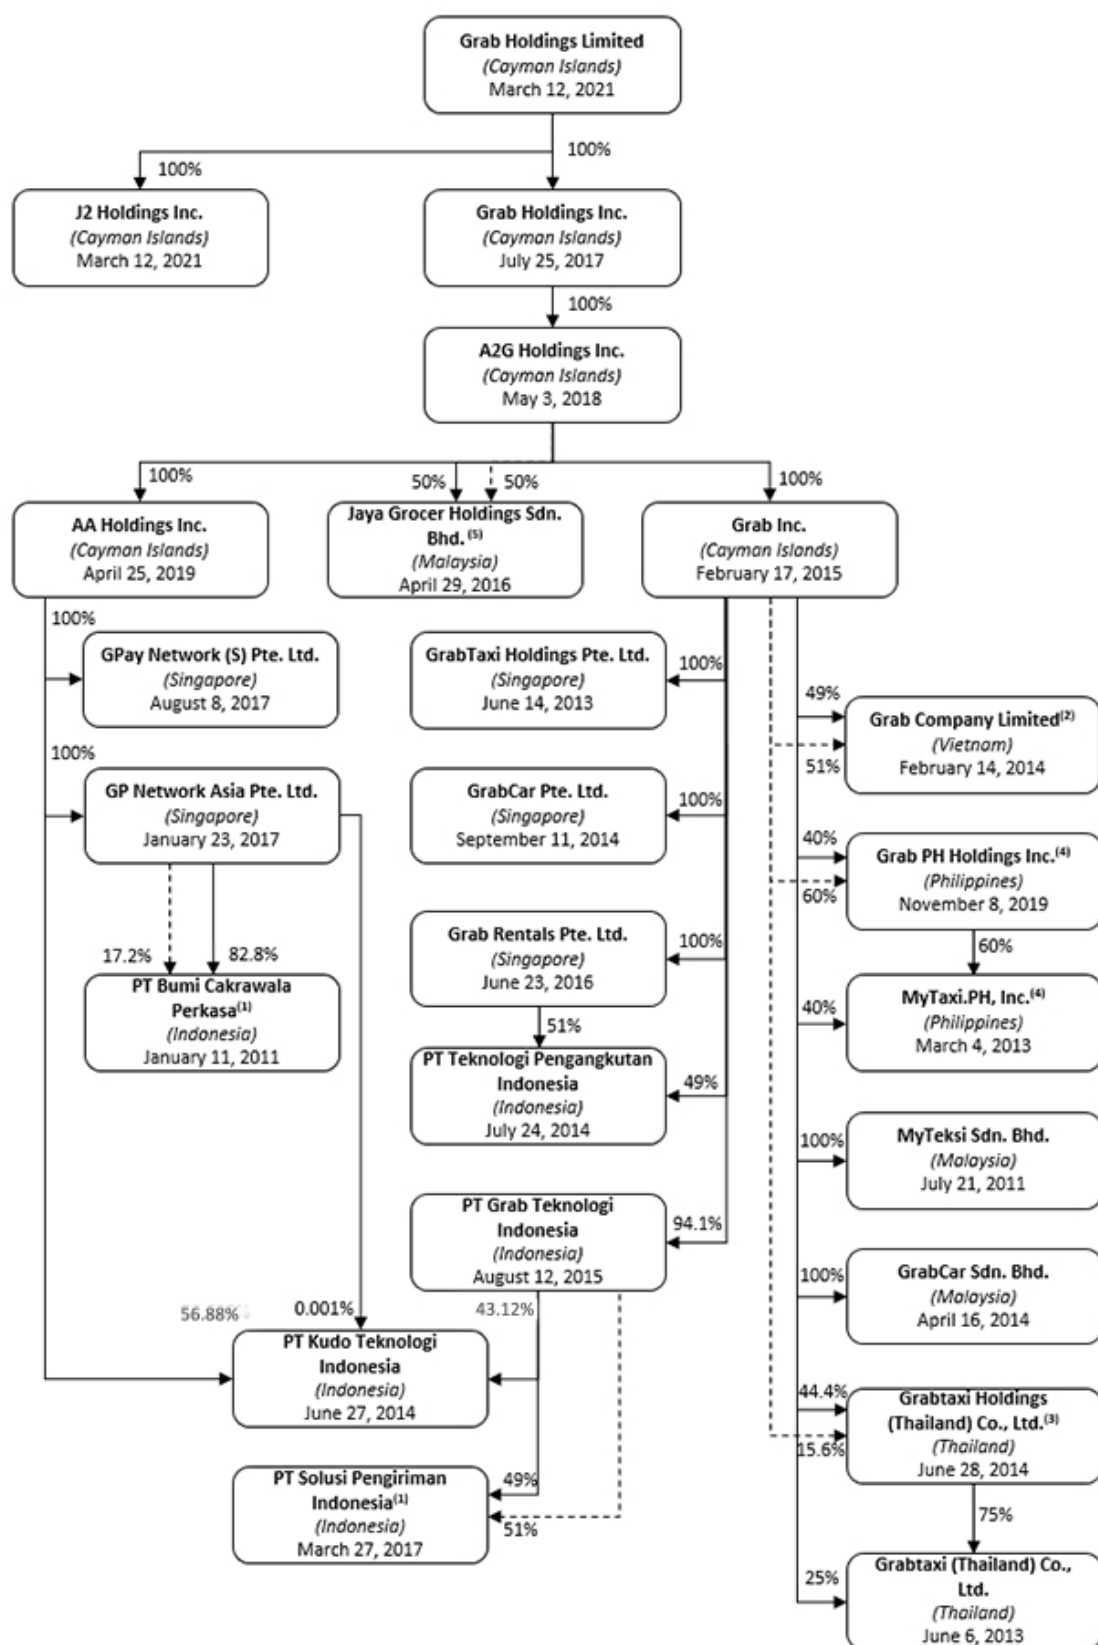 Grab Holdings Limited
(Cayman Islands)
March 12, 2021
100%
100%
J2 Holdings Inc.
(Cayman Islands)
March 12, 2021
Grab Holdings Inc.
(Cayman Islands)
July 25, 2017
100%
A2G Holdings Inc.
(Cayman Islands)
May 3, 2018
100%
50%
50%
100%
AA Holdings Inc.
(Cayman Islands)
April 25, 2019
Jaya Grocer Holdings Sdn.
Bhd. (5)
(Malaysia)
April 29, 2016
Grab Inc.
(Cayman Islands)
February 17, 2015
100%
GPay Network (S) Pte. Ltd.
(Singapore)
August 8, 2017
GrabTaxi Holdings Pte. Ltd.
(Singapore)
June 14, 2013
100%
49%
Grab Company Limited(2)
(Vietnam)
February 14, 2014
51%
100%
GP Network Asia Pte. Ltd.
(Singapore)
January 23, 2017
GrabCar Pte. Ltd.
(Singapore)
September 11, 2014
100%
40%
Grab PH Holdings Inc.(4)
(Philippines)
November 8, 2019
60%
17.2%
82.8%
PT Bumi Cakrawala
Perkasa(1)
(Indonesia)
January 11, 2011
Grab Rentals Pte. Ltd.
(Singapore)
June 23, 2016
100%
60%
40%
MyTaxi.PH, Inc.(4)
(Philippines)
March 4, 2013
51%
PT Teknologi Pengangkutan
Indonesia
(Indonesia)
July 24, 2014
49%
100%
MyTeksi Sdn. Bhd.
(Malaysia)
July 21, 2011
PT Grab Teknologi
Indonesia
(Indonesia)
August 12, 2015
94.1%
100%
GrabCar Sdn. Bhd.
(Malaysia)
April 16, 2014
56.88%
0.001%
43.12%
PT Kudo Teknologi
Indonesia
(Indonesia)
June 27, 2014
44.4%
15.6%
Grabtaxi Holdings
(Thailand) Co., Ltd.(3)
(Thailand)
June 28, 2014
PT Solusi Pengiriman
Indonesia(1)
(Indonesia)
March 27, 2017
49%
51%
75%
25%
Grabtaxi (Thailand) Co.,
Ltd.
(Thailand)
June 6, 2013